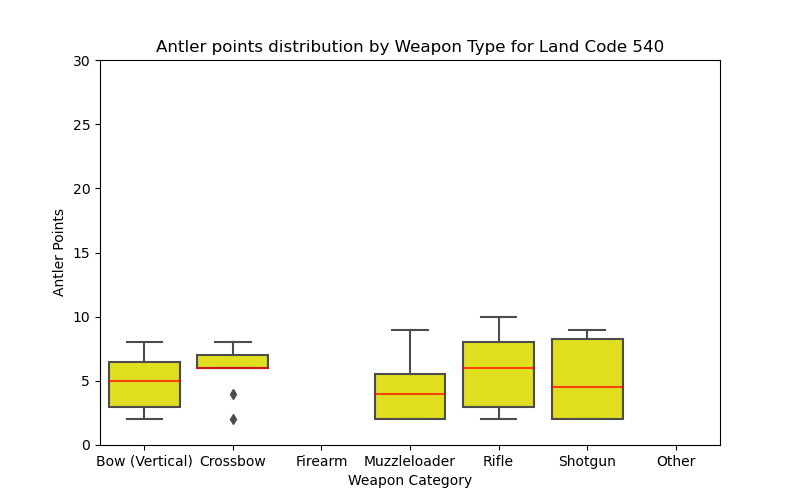 Antler points distribution by Weapon Type for Land Code 540
30
25
20
15
10
5
0
Antler Points
Bow (Vertical) Crossbow Firearm Muzzleloader Rifle Shotgun Other
Weapon Category